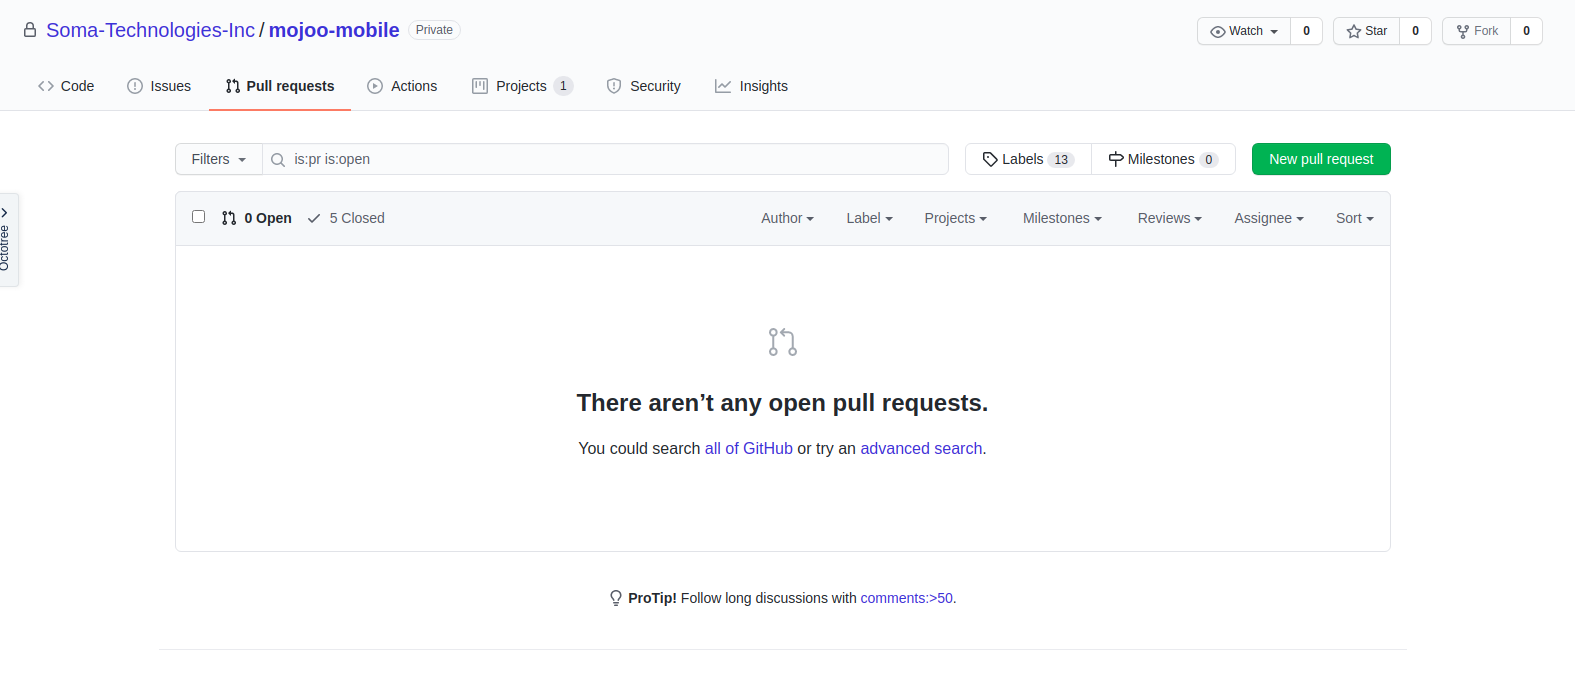 Soma-Technologies-Inc / mojoo-mobile Private
Watch 0 Star 0 Fork 0
Code Issues Pull requests Actions Projects 1 Security Insights
Filters is:pr is:open Labels 13 Milestones 0 New pull request
Octotree
0 Open 5 Closed Author Label Projects Milestones Reviews Assignee Sort
There aren’t any open pull requests.
You could search all of GitHub or try an advanced search.
ProTip! Follow long discussions with comments:>50.